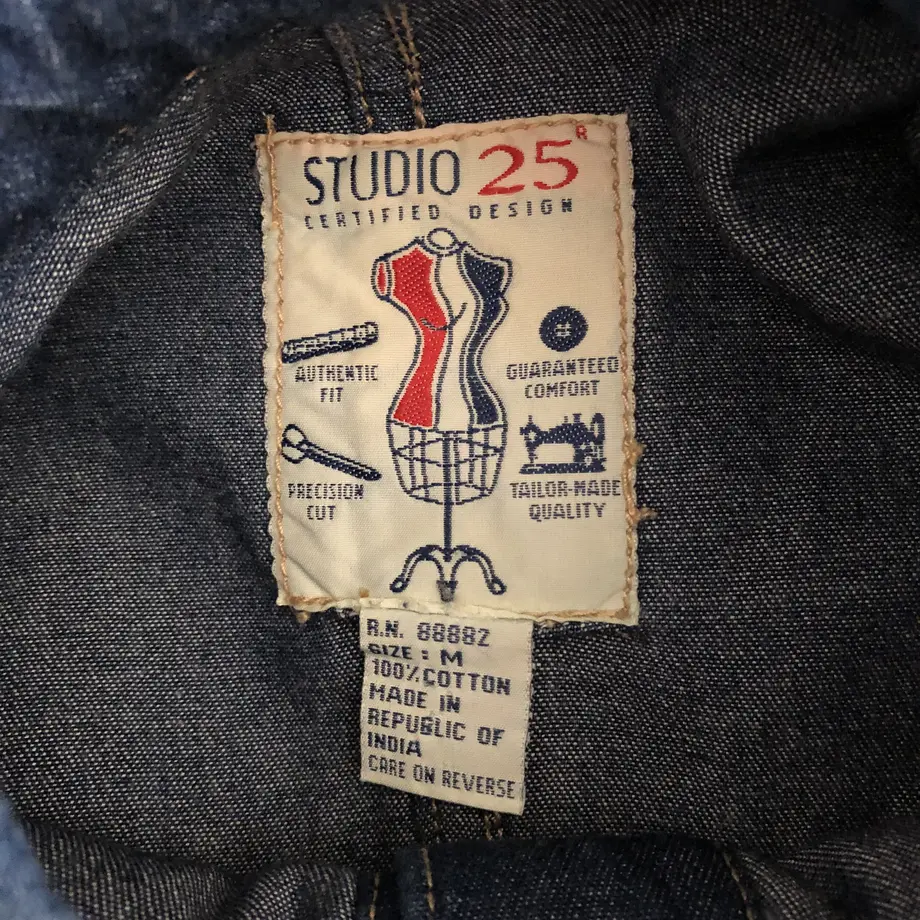 STUDIO 25®
CERTIFIED DESIGN
AUTHENTIC
FIT
GUARANTEED
COMFORT
PRECISION
CUT
TAILOR-MADE
QUALITY
R.N. 88882
SIZE : M
100% COTTON
MADE IN
REPUBLIC OF
INDIA
CARE ON REVERSE